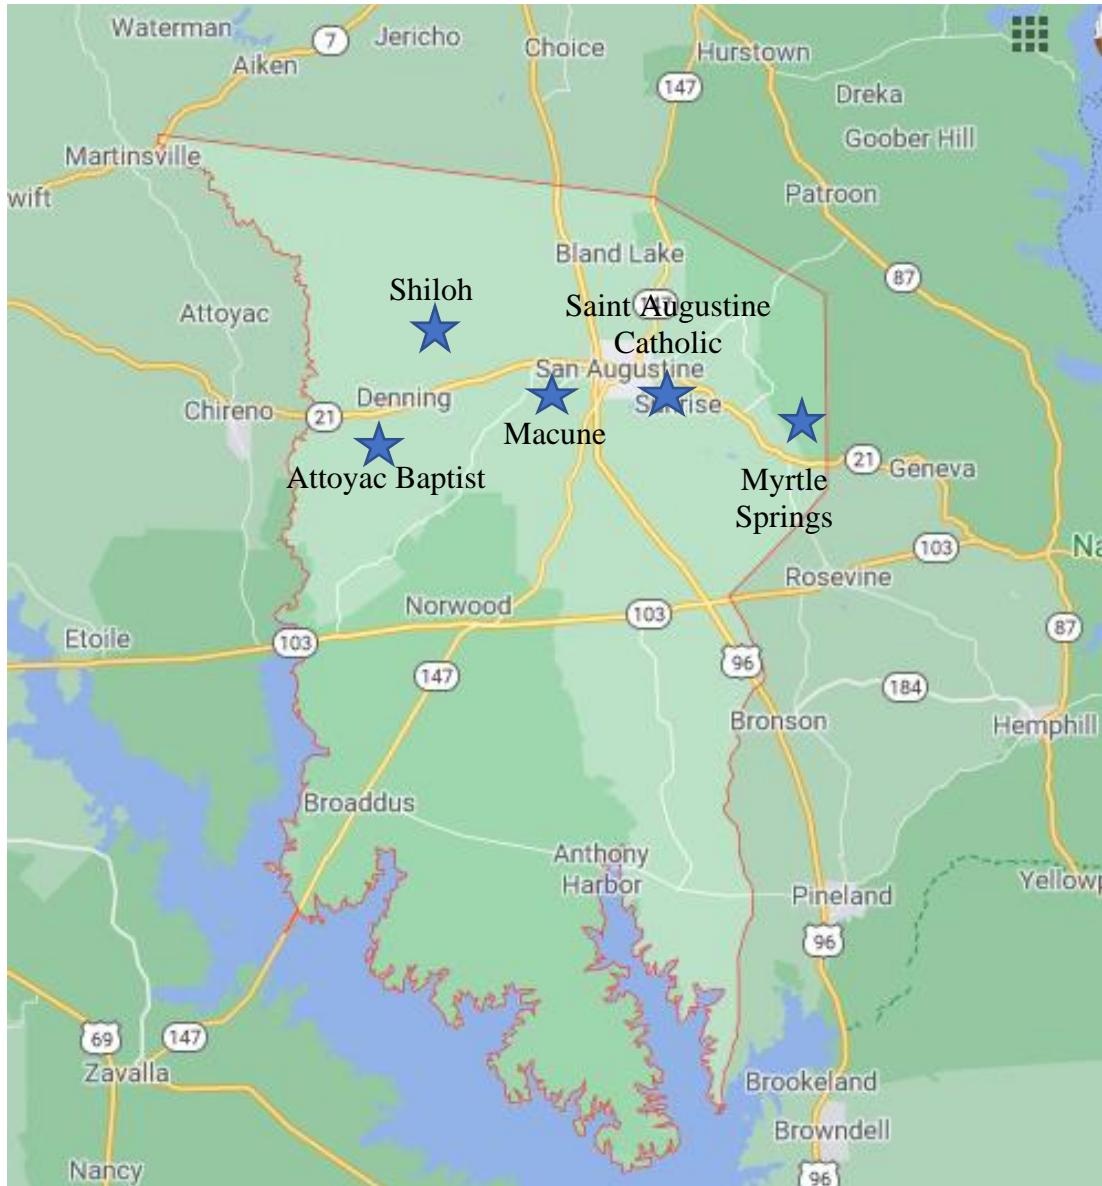 Waterman
7
Jericho
Choice
Hurstown
Aiken
147
Dreka
Goober Hill
Martinsville
wift
Patroon
Bland Lake
87
Shiloh
Saint Augustine
Catholic
Attoyac
San Augustine
Denning
Sunrise
Chireno
21
Macune
Attoyac Baptist
21
Geneva
Myrtle
Springs
103
Na
Rosevine
Norwood
103
87
Etoile
103
96
147
184
Bronson
Hemphill
Broaddus
Anthony
Harbor
Yellowp
Pineland
96
69
147
Zavalla
Brookeland
Browndell
Nancy
96